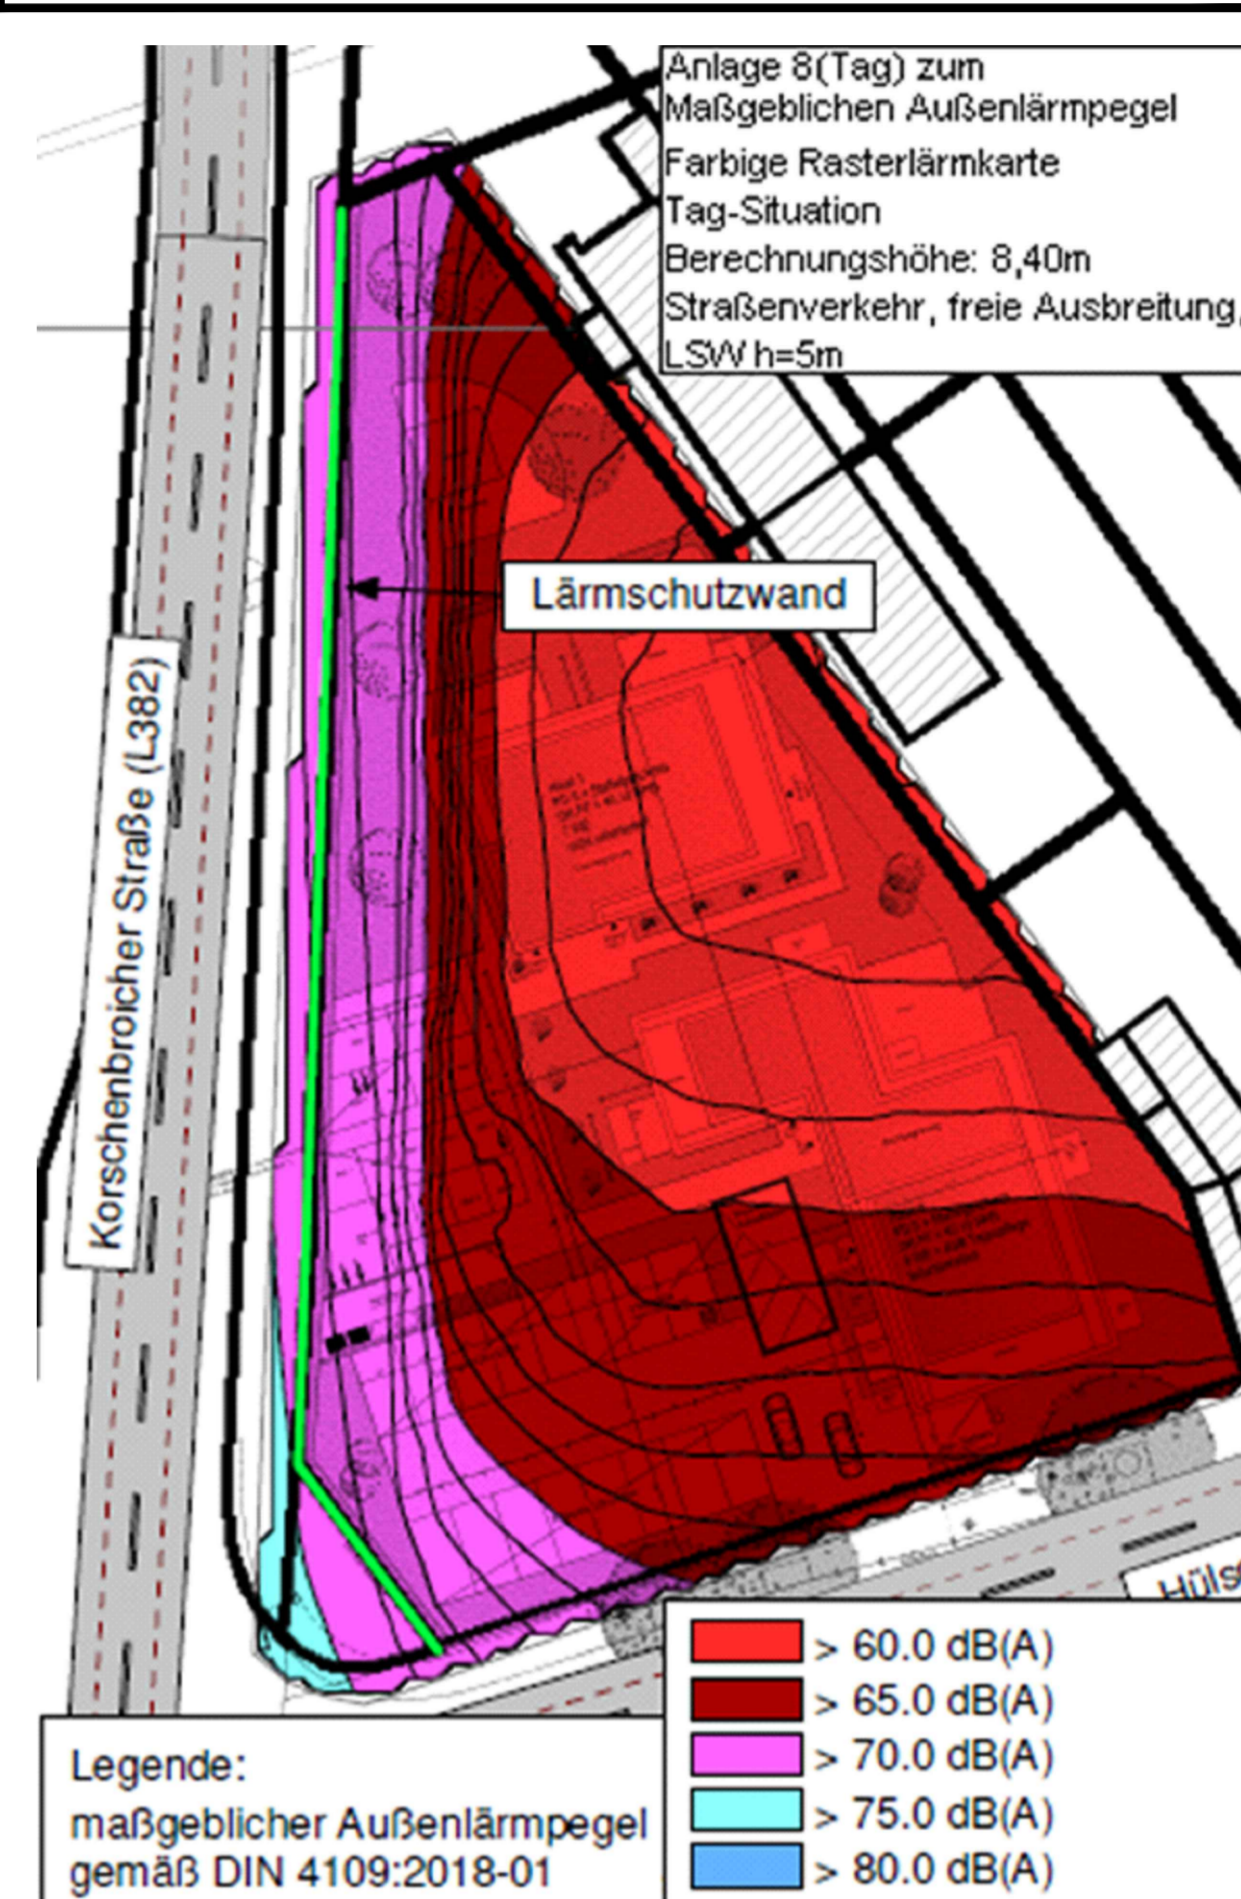 Anlage 8(Tag) zum
Maßgeblichen Außenlärmpegel
Farbige Rasterlärmkarte
Tag-Situation
Berechnungshöhe: 8,40m
Straßenverkehr, freie Ausbreitung,
LSW h=5m
Lärmschutzwand
Korschenbroicher Straße (L382)
> 60.0 dB(A)
> 65.0 dB(A)
> 70.0 dB(A)
> 75.0 dB(A)
> 80.0 dB(A)
Legende:
maßgeblicher Außenlärmpegel
gemäß DIN 4109:2018-01